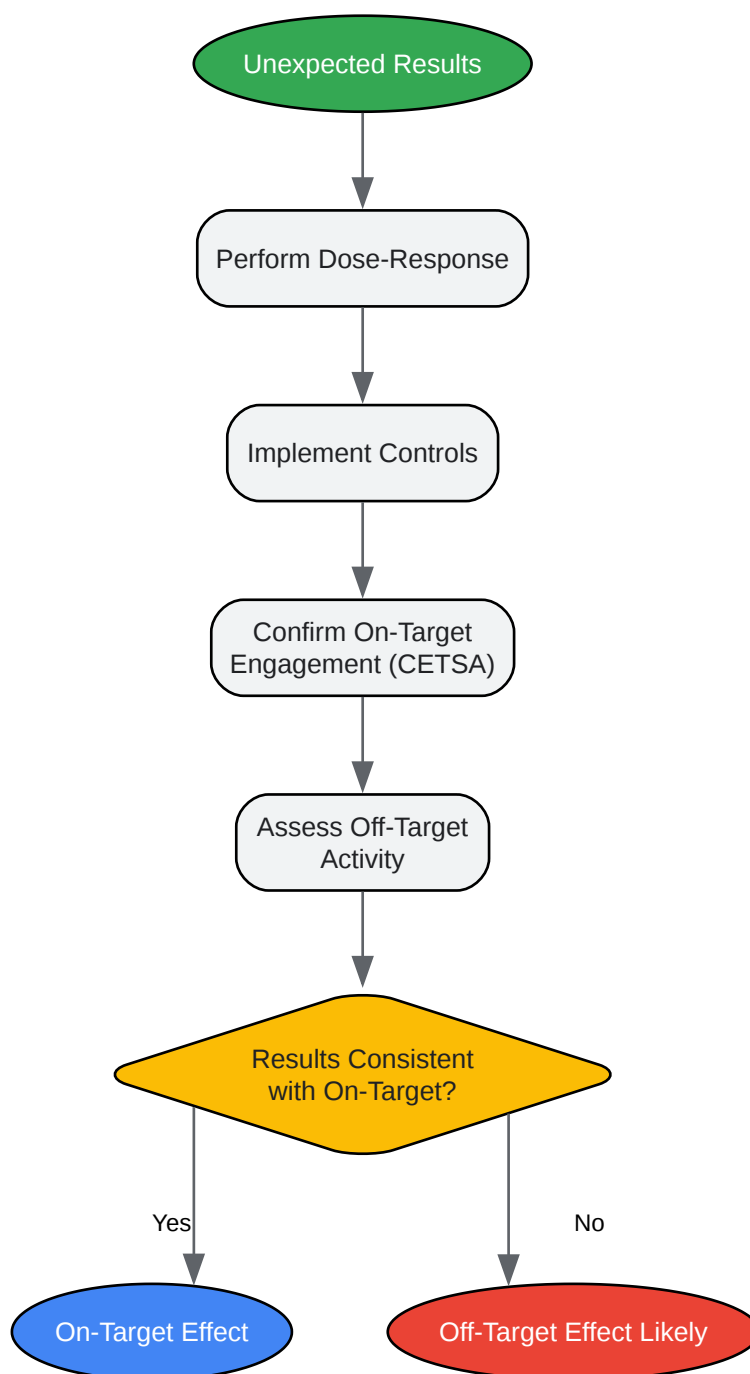 Unexpected Results
Perform Dose-Response
Implement Controls
Confirm On-Target
Engagement (CETSA)
Assess Off-Target
Activity
Results Consistent
with On-Target?
Yes
No
On-Target Effect
Off-Target Effect Likely